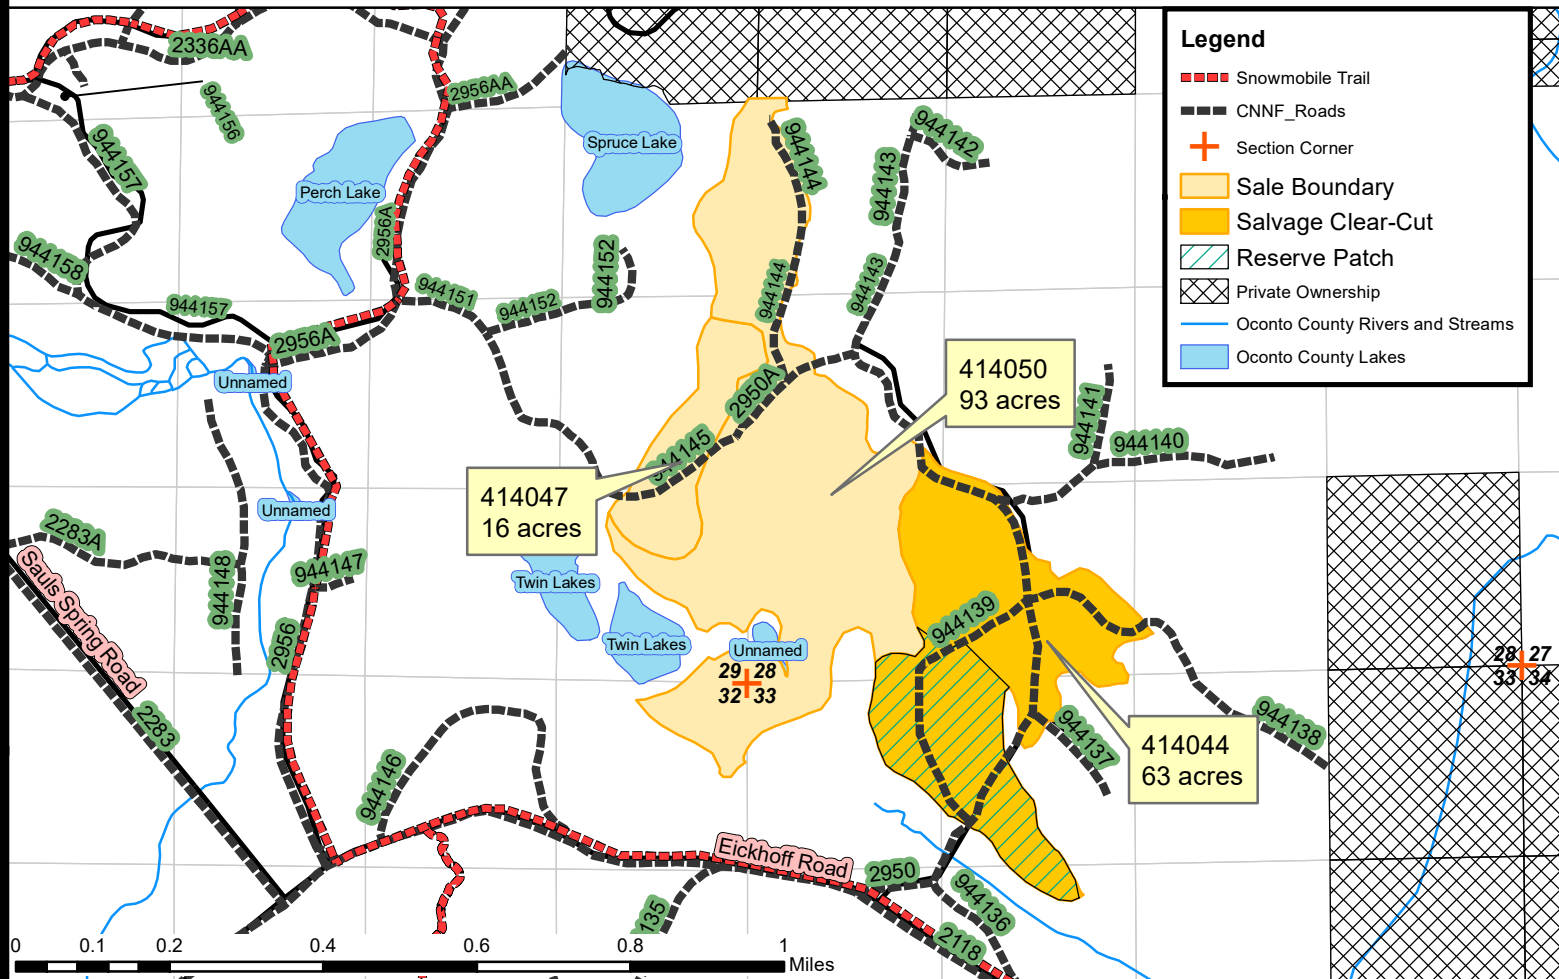 Legend
Snowmobile Trail
CNNF_Roads
Section Corner
Sale Boundary
Salvage Clear-Cut
Reserve Patch
Private Ownership
Oconto County Rivers and Streams
Oconto County Lakes
2336AA
944156
944157
2956AA
Spruce Lake
Perch Lake
944144
944142
944143
2956A
944158
944157
944151
944152
944152
944144
944143
2956A
Unnamed
2950A
414050
93 acres
944141
944140
944145
414047
16 acres
Unnamed
2283A
944148
944147
Sauls Spring Road
Twin Lakes
Twin Lakes
944139
Unnamed
2956
29 28
32 33
28 27
33 34
2283
944138
944137
414044
63 acres
944146
Eickhoff Road
2950
944136
135
2118
0 0.1 0.2 0.4 0.6 0.8 1
Miles